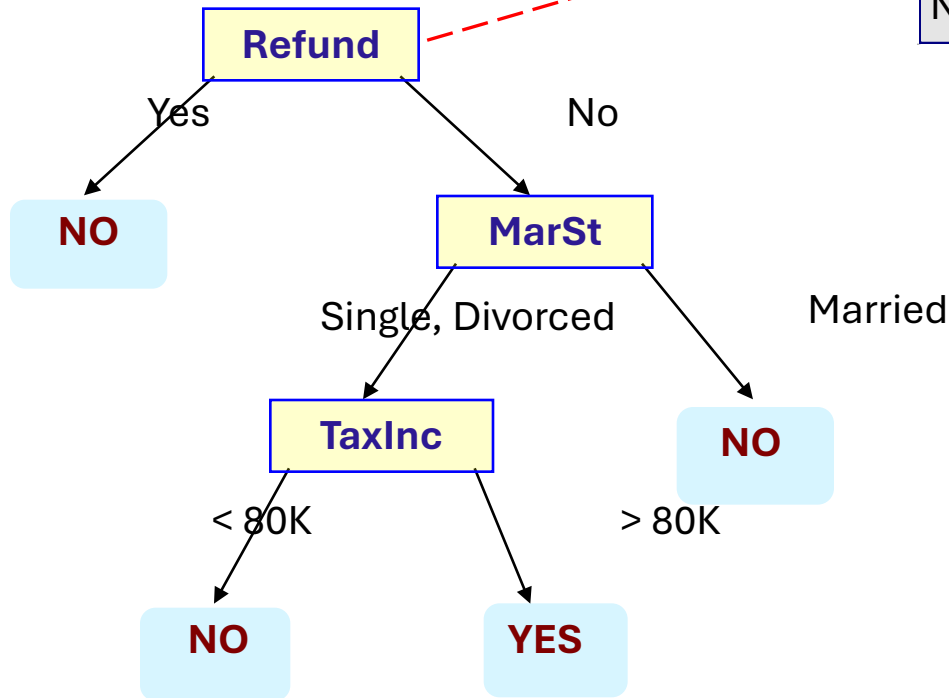 Refund
Yes
No
NO
MarSt
Single, Divorced
Married
TaxInc
NO
< 80K
> 80K
NO
YES